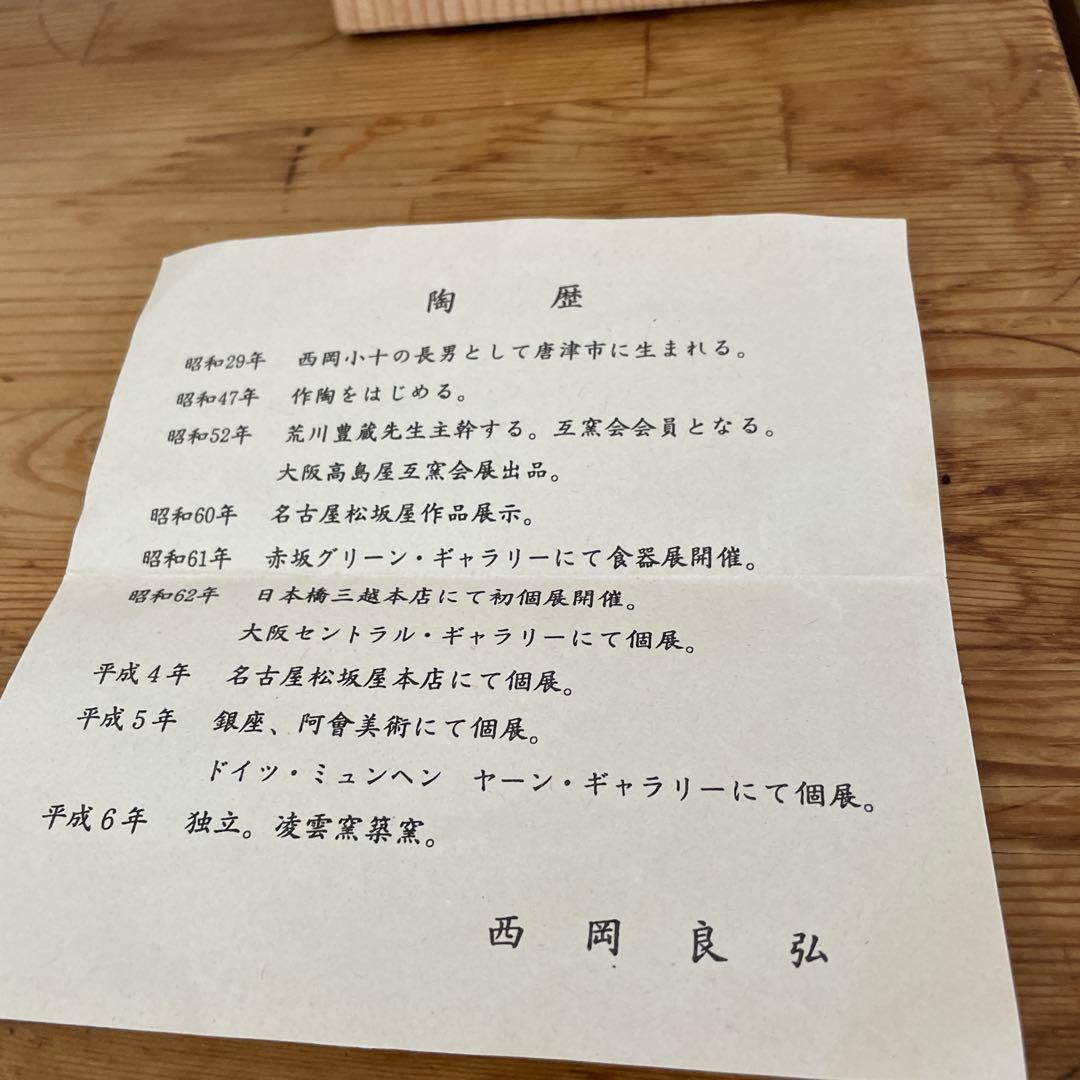 陶歴
昭和29年 西岡小十の長男として唐津市に生まれる。
昭和47年 作陶をはじめる。
昭和52年 荒川豊蔵先生主幹する。互窯会会員となる。
大阪高島屋互窯会展出品。
昭和60年 名古屋松坂屋作品展示。
昭和61年 赤坂グリーン・ギャラリーにて食器展開催。
昭和62年 日本橋三越本店にて初個展開催。
大阪セントラル・ギャラリーにて個展。
平成4年 名古屋松坂屋本店にて個展。
平成5年 銀座、阿會美術にて個展。
ドイツ・ミュンヘン ヤーン・ギャラリーにて個展。
平成6年 独立。凌雲窯築窯。
西岡良弘